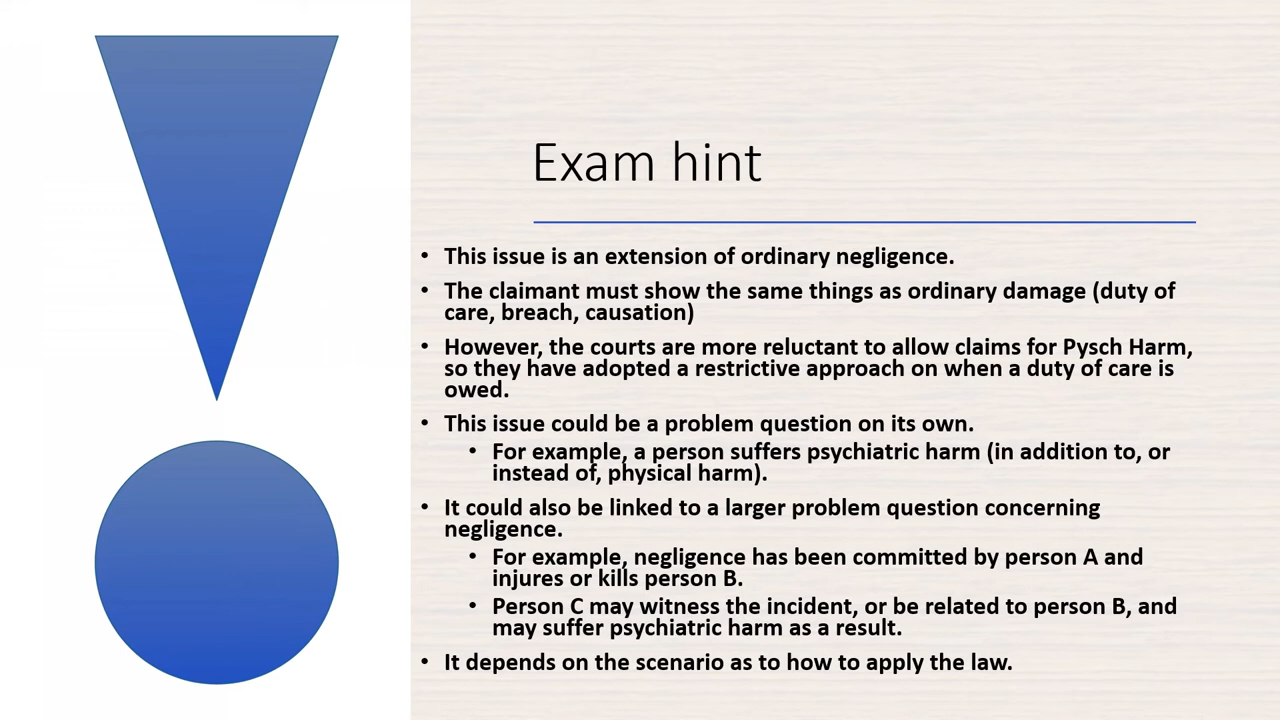 Exam hint
• This issue is an extension of ordinary negligence.
• The claimant must show the same things as ordinary damage (duty of
care, breach, causation)
• However, the courts are more reluctant to allow claims for Pysch Harm,
so they have adopted a restrictive approach on when a duty of care is
owed.
• This issue could be a problem question on its own.
• For example, a person suffers psychiatric harm (in addition to, or
instead of, physical harm).
• It could also be linked to a larger problem question concerning
negligence.
• For example, negligence has been committed by person A and
injures or kills person B.
• Person C may witness the incident, or be related to person B, and
may suffer psychiatric harm as a result.
• It depends on the scenario as to how to apply the law.